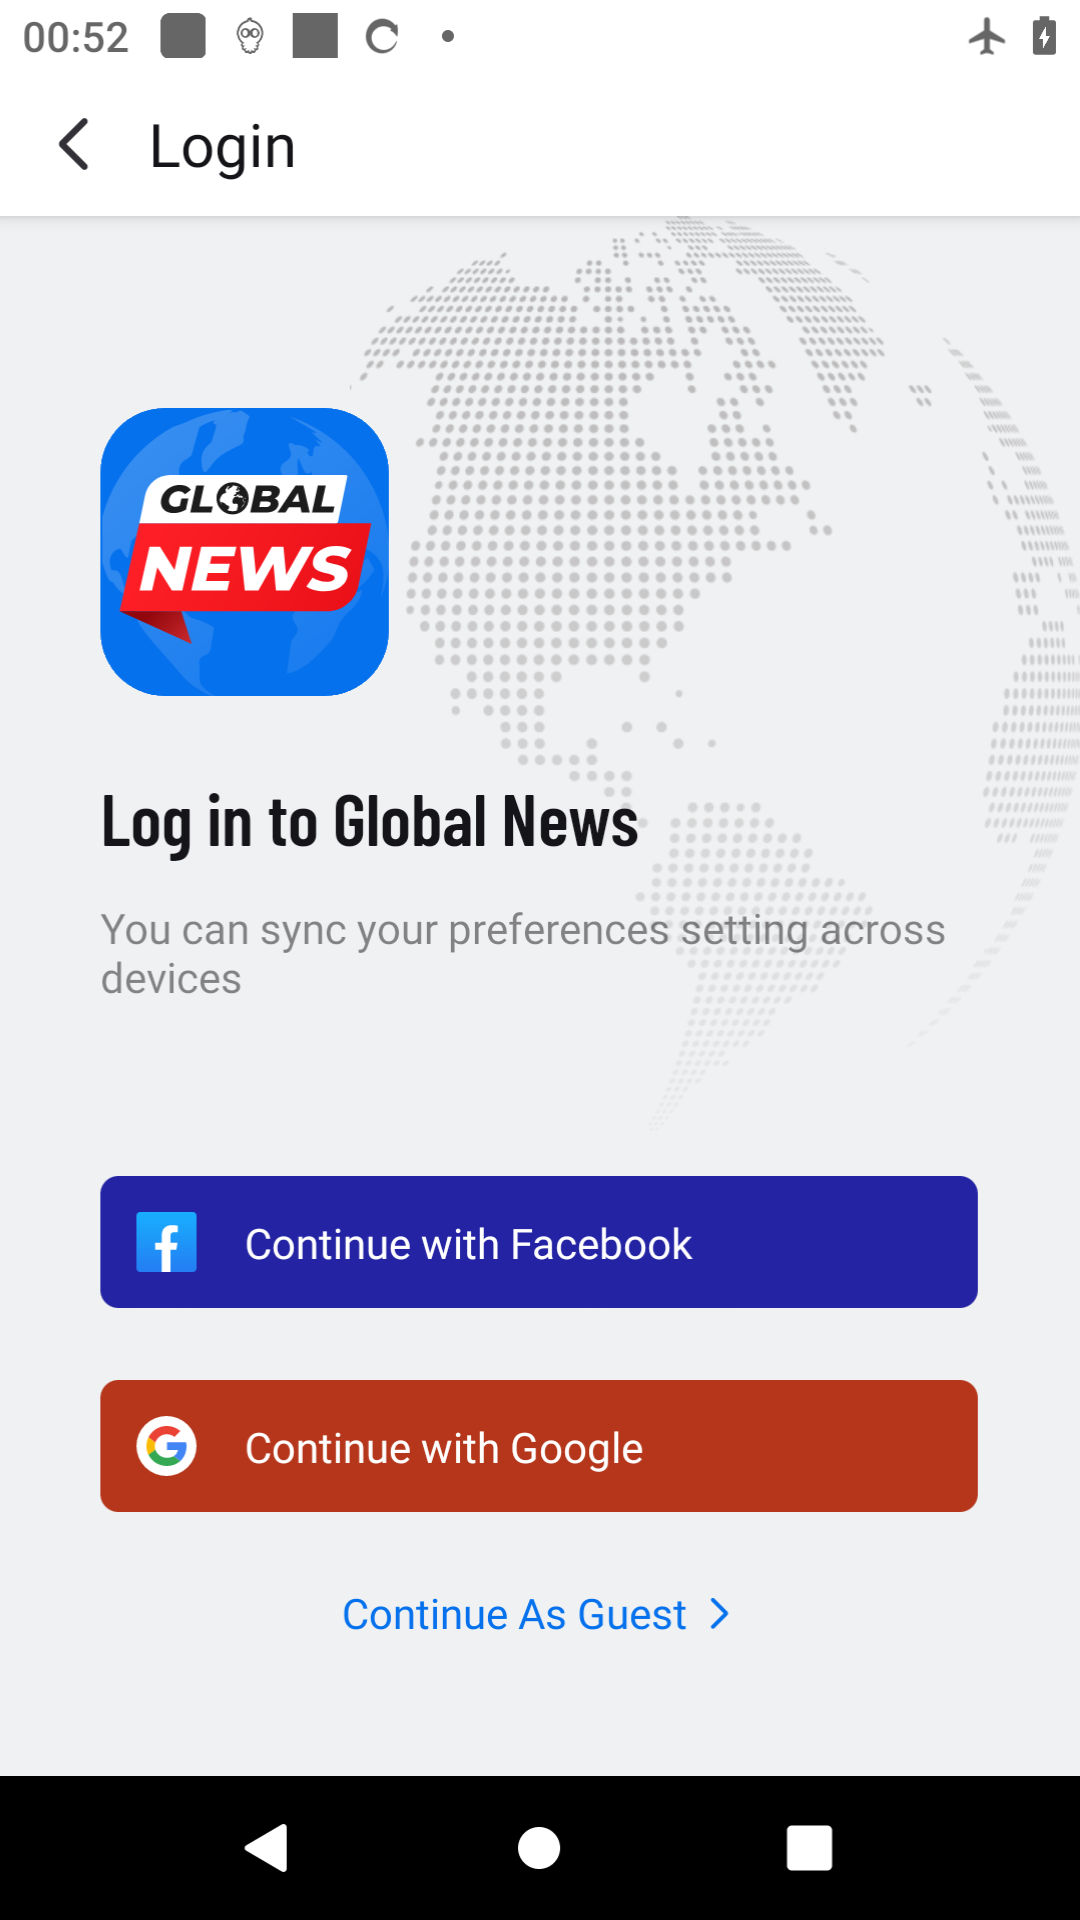 00:52
Login
GLOBAL
NEWS
Log in to Global News
You can sync your preferences setting across
devices
Continue with Facebook
Continue with Google
Continue As Guest